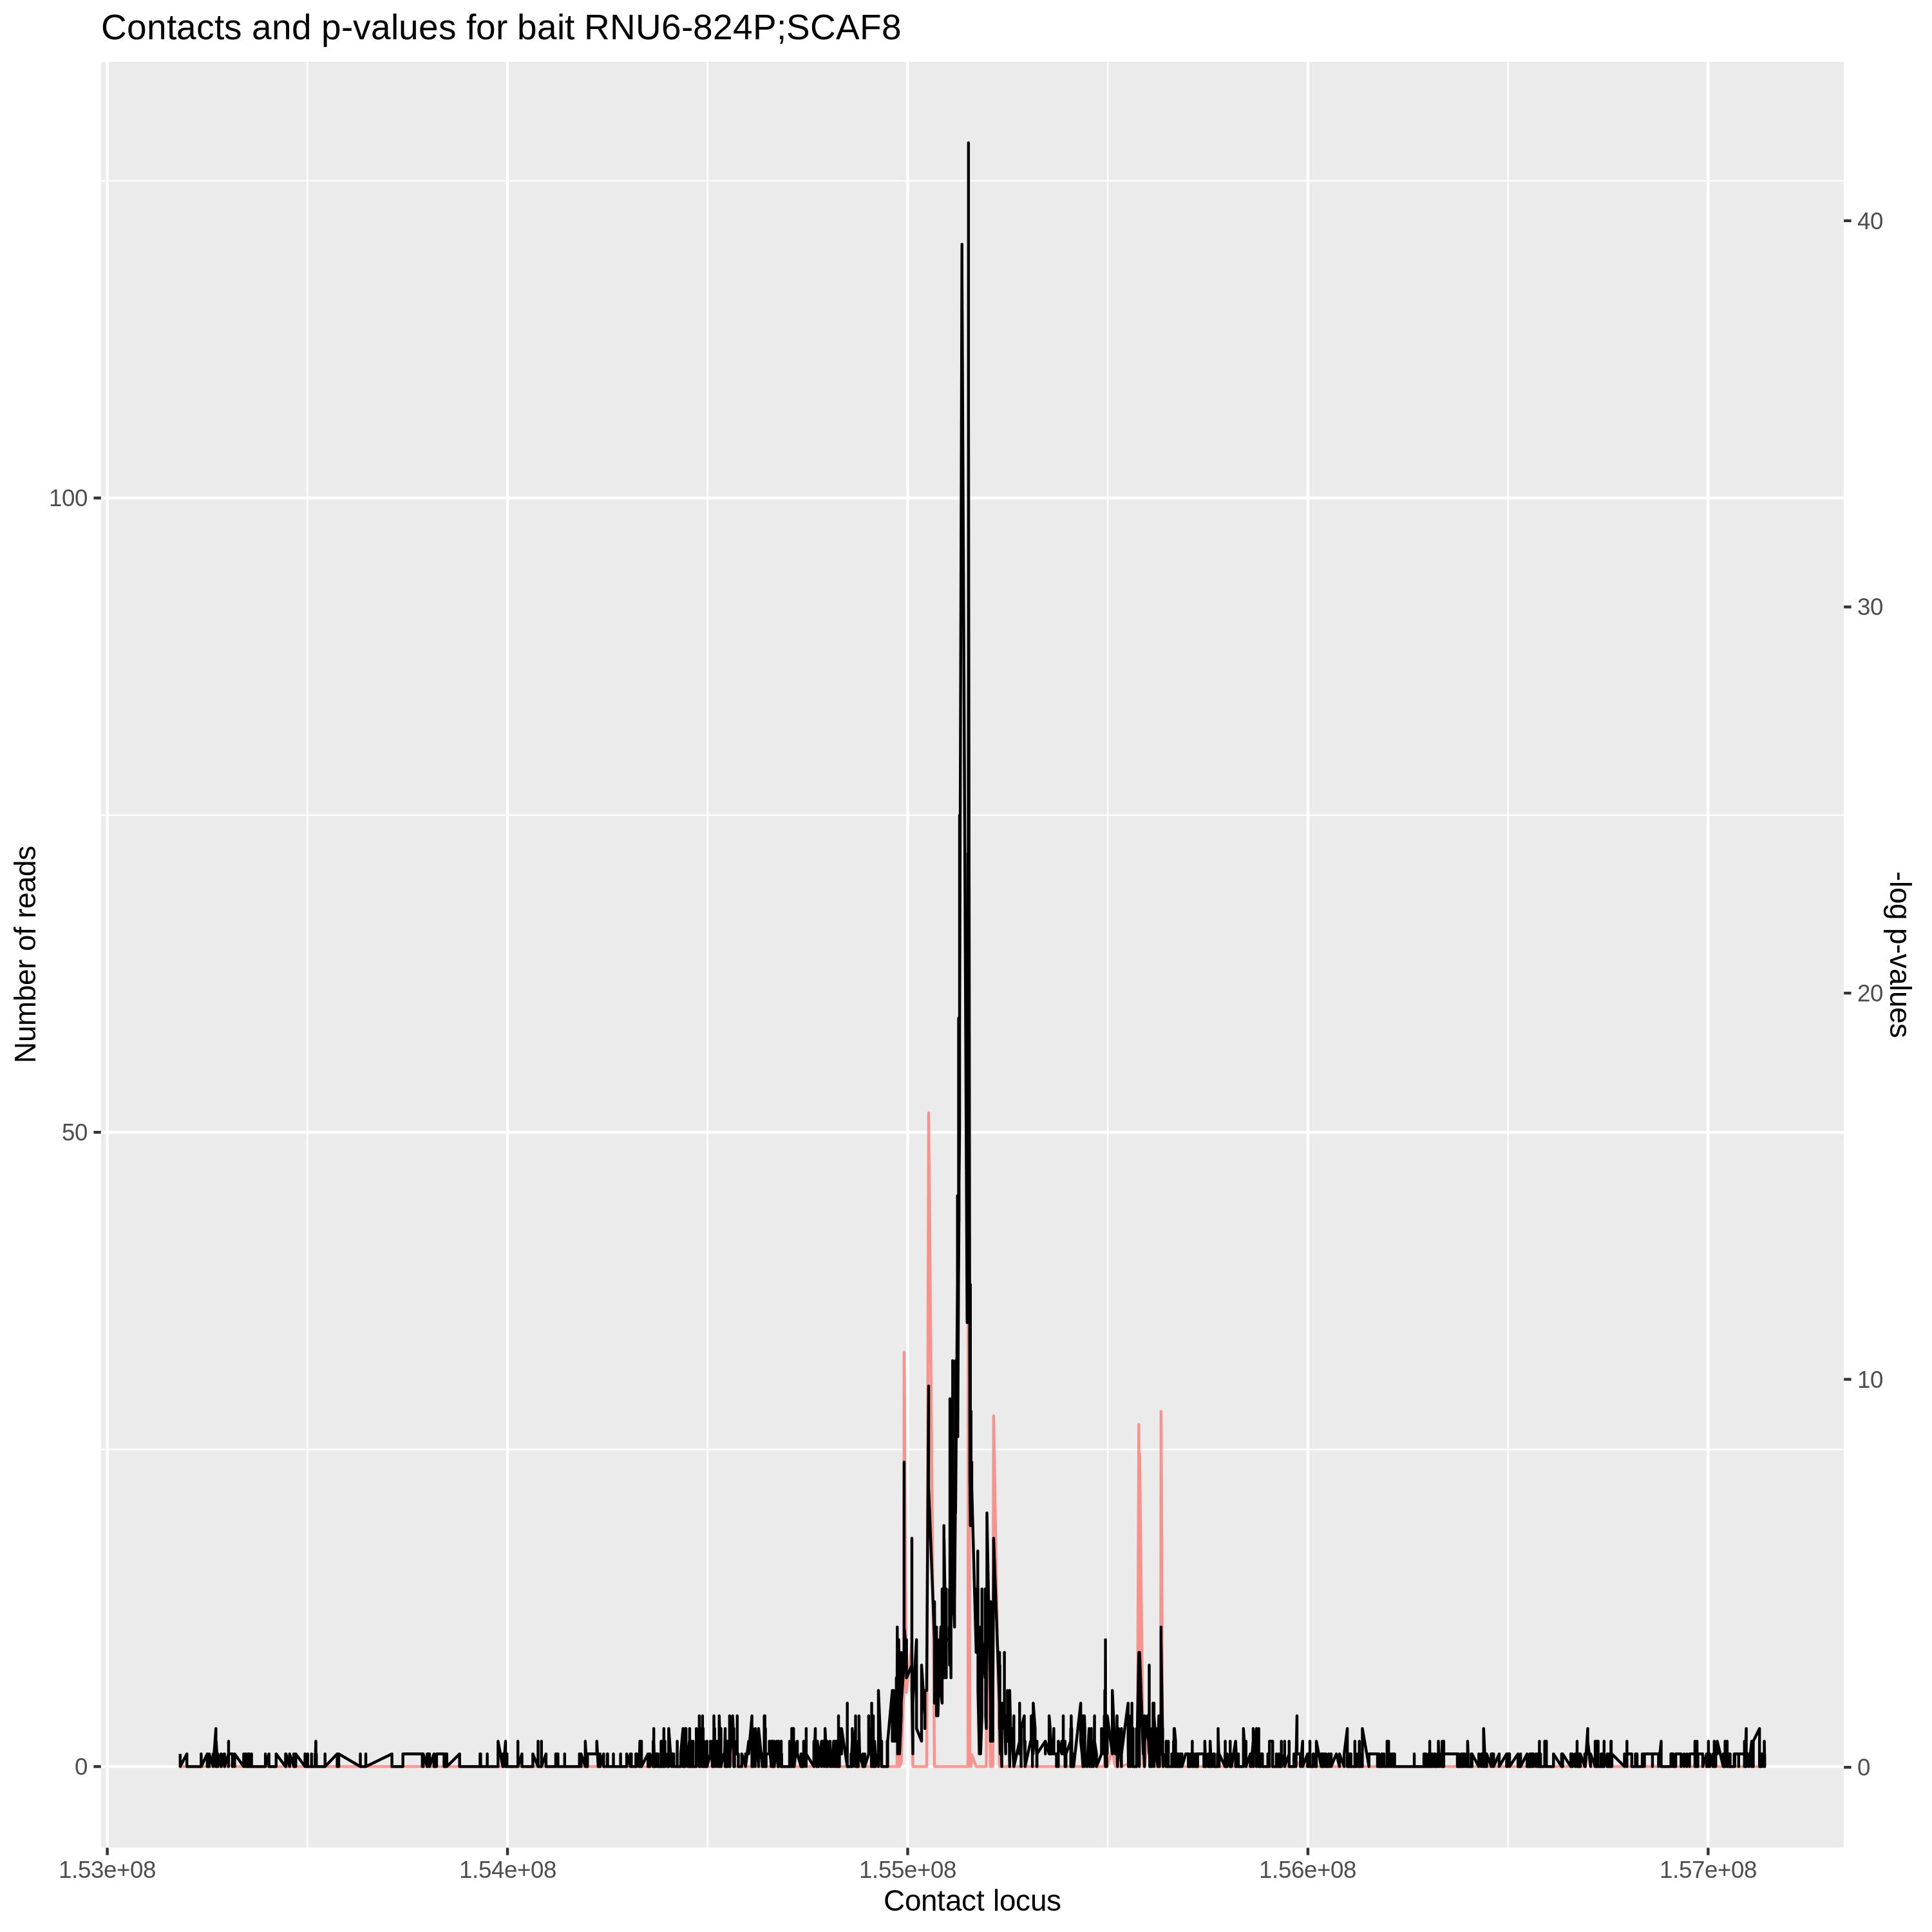 Contacts and p-values for bait RNU6-824P;SCAF8
Number of reads
100
50
0
40
30
20
10
0
-log p-values
1.53e+08 1.54e+08 1.55e+08 1.56e+08 1.57e+08
Contact locus